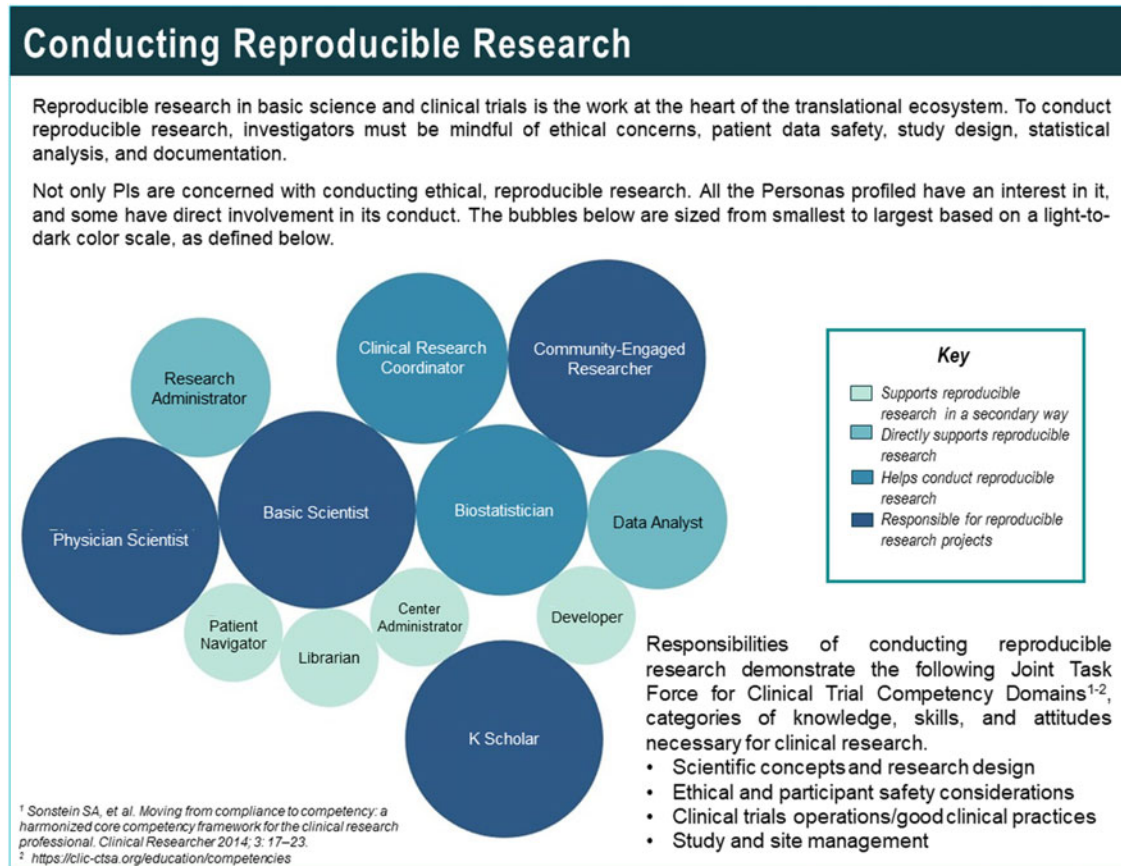 Conducting Reproducible Research
Reproducible research in basic science and clinical trials is the work at the heart of the translational ecosystem. To conduct
reproducible research, investigators must be mindful of ethical concerns, patient data safety, study design, statistical
analysis, and documentation.
Not only PIs are concerned with conducting ethical, reproducible research. All the Personas profiled have an interest in it,
and some have direct involvement in its conduct. The bubbles below are sized from smallest to largest based on a light-to-
dark color scale, as defined below.
Research
Administrator
Clinical Research
Coordinator
Community-Engaged
Researcher
Physician Scientist
Basic Scientist
Biostatistician
Data Analyst
Patient
Navigator
Librarian
Center
Administrator
Developer
K Scholar
Key
Supports reproducible
research in a secondary way
Directly supports reproducible
research
Helps conduct reproducible
research
Responsible for reproducible
research projects
Responsibilities of conducting reproducible
research demonstrate the following Joint Task
Force for Clinical Trial Competency Domains1-2,
categories of knowledge, skills, and attitudes
necessary for clinical research.
• Scientific concepts and research design
• Ethical and participant safety considerations
• Clinical trials operations/good clinical practices
• Study and site management
1 Sonstein SA, et al. Moving from compliance to competency: a
harmonized core competency framework for the clinical research
professional. Clinical Researcher 2014; 3: 17–23.
2 https://clic-ctsa.org/education/competencies